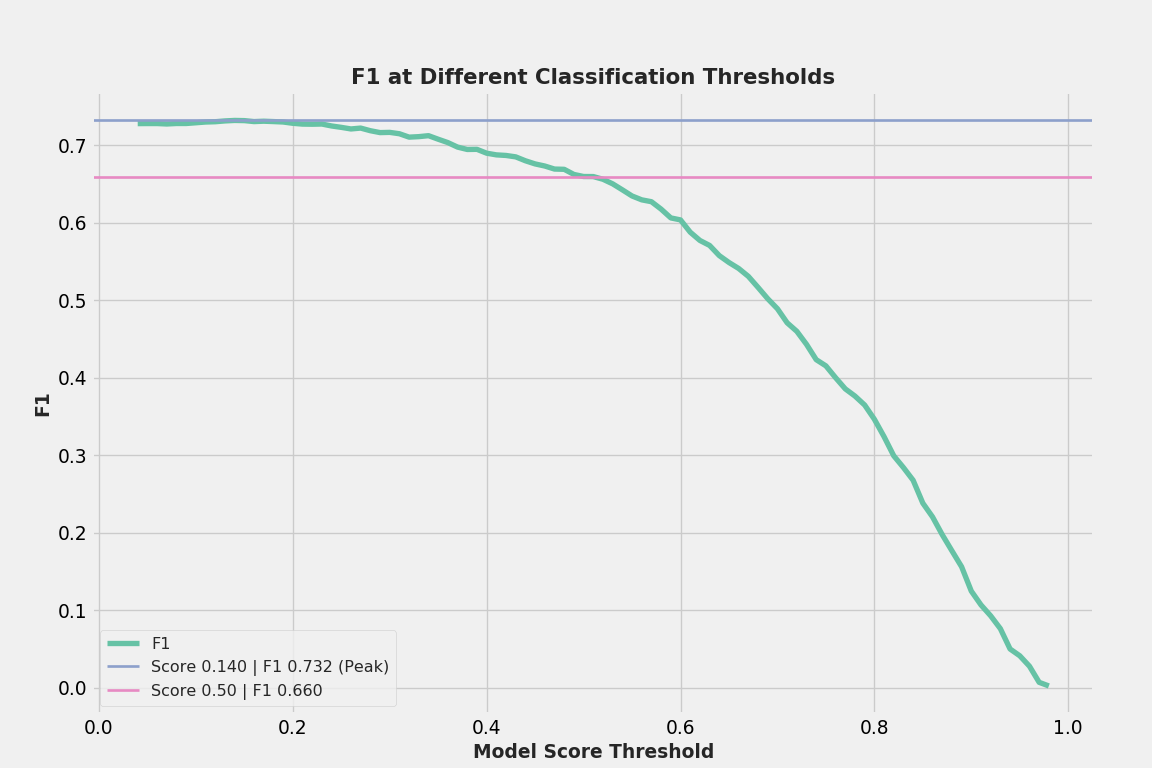 F1 at Different Classification Thresholds
F1
0.7
0.6
0.5
0.4
0.3
0.2
0.1
0.0
F1
Score 0.140 | F1 0.732 (Peak)
Score 0.50 | F1 0.660
0.0 0.2 0.4 0.6 0.8 1.0
Model Score Threshold